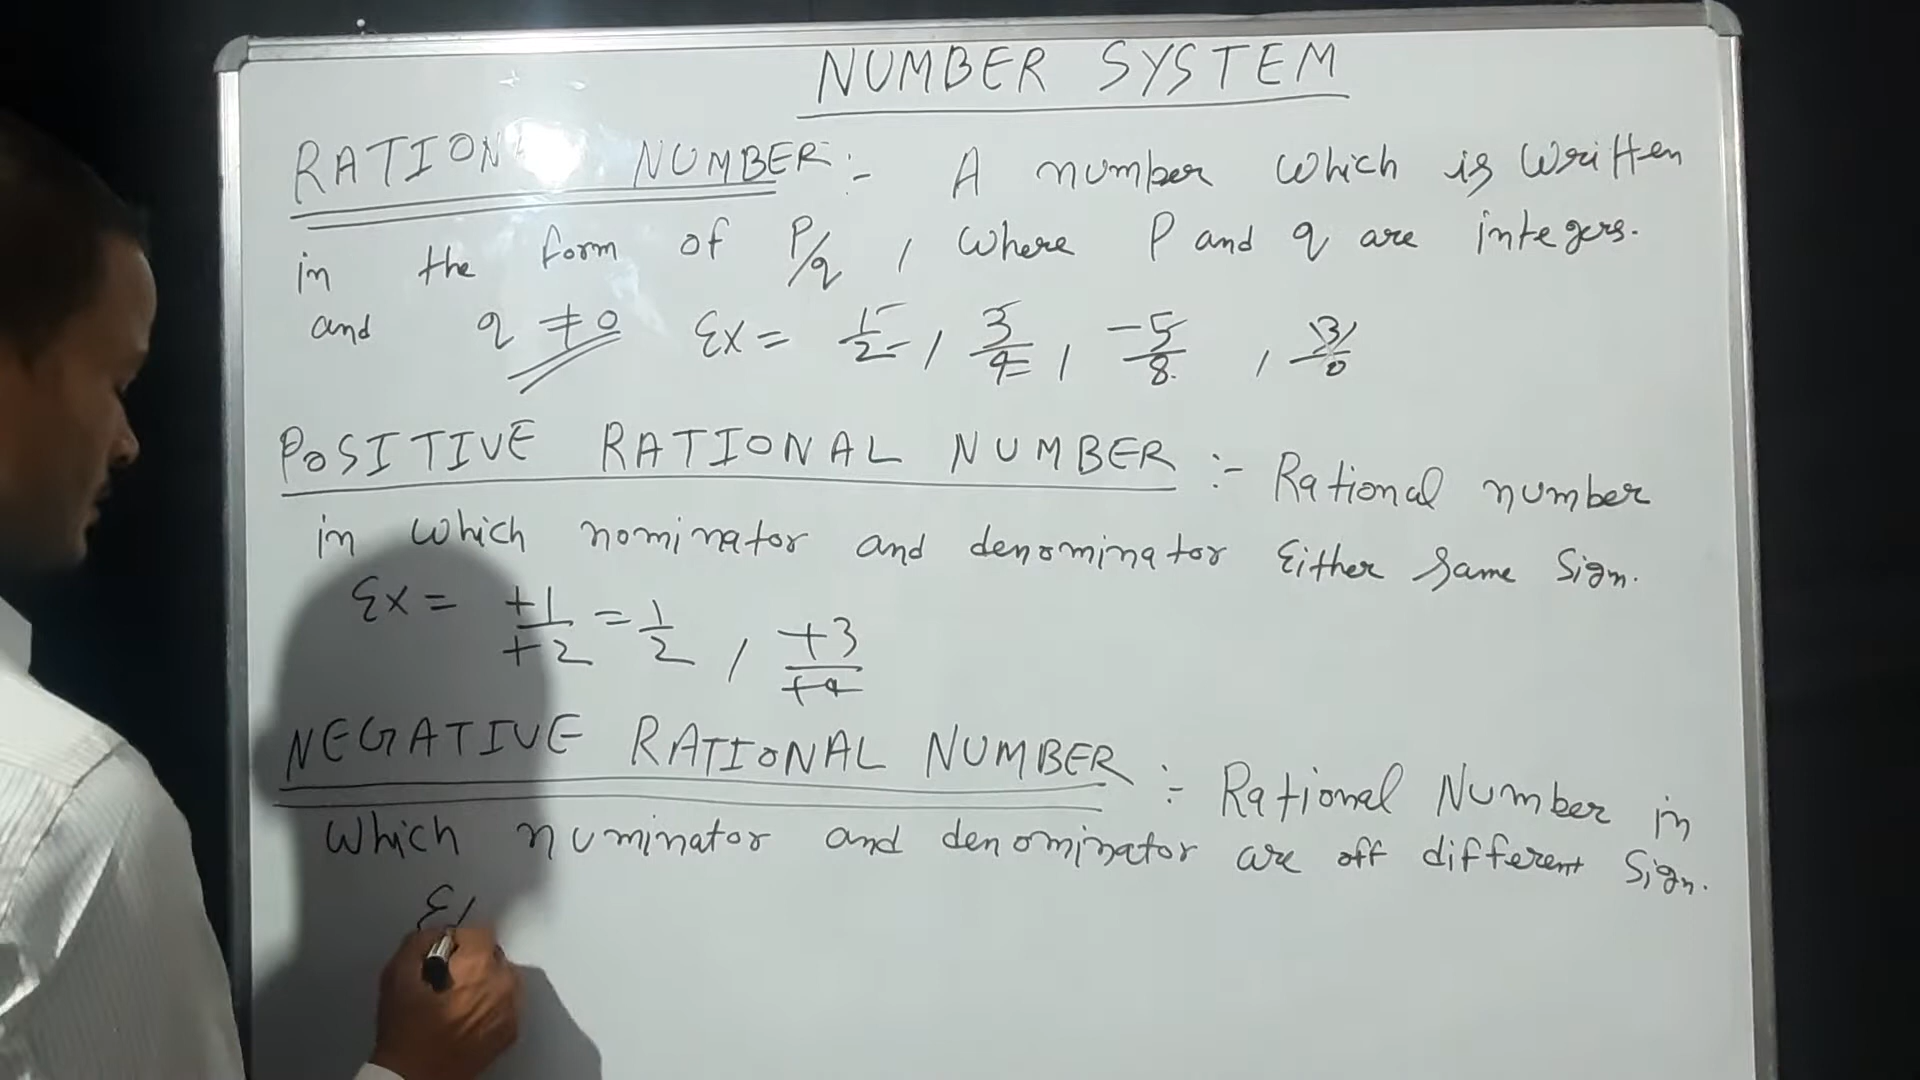 NUMBER SYSTEM
RATION NUMBER :- A number which is written
in the form of P/q , where P and q are integers.
and q ≠ 0 Ex = 1/2 , 3/4 , -5/8 , 3/0
POSITIVE RATIONAL NUMBER :- Rational number
in which nominator and denominator Either same sign.
Ex = +1/+2 = 1/2 , +3/+4
NEGATIVE RATIONAL NUMBER :- Rational Number in
which numinator and denominator are off different sign.